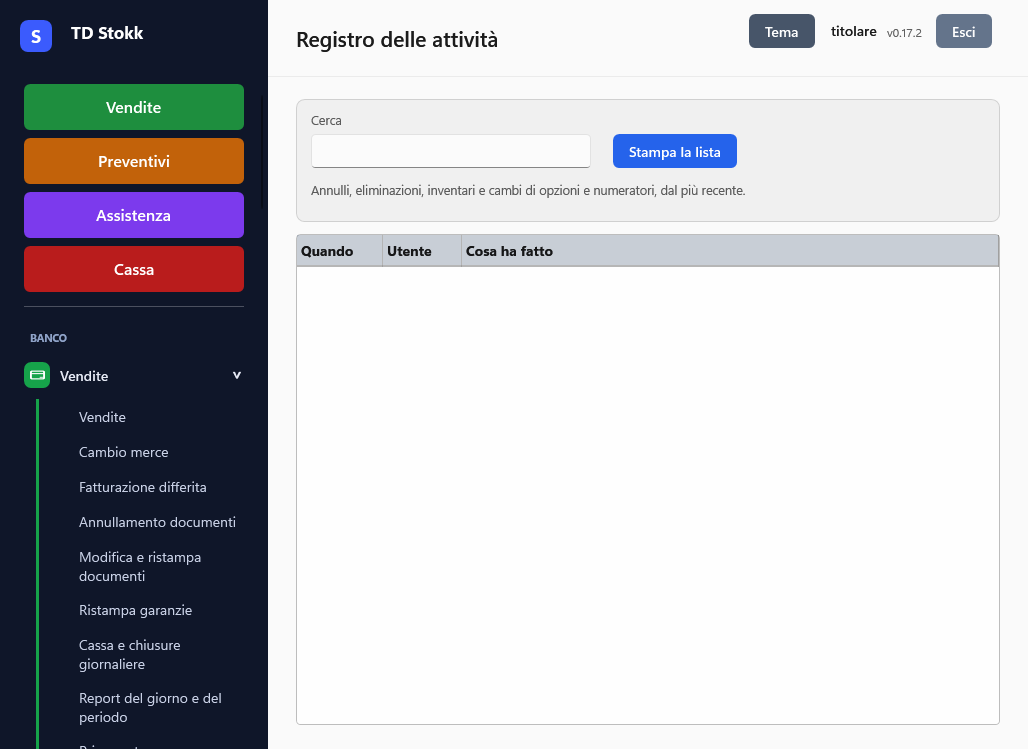 S
TD Stokk
Vendite
Preventivi
Assistenza
Cassa
BANCO
Vendite
Vendite
Cambio merce
Fatturazione differita
Annullamento documenti
Modifica e ristampa
documenti
Ristampa garanzie
Cassa e chiusure
giornaliere
Report del giorno e del
periodo
Registro delle attività
Tema
titolare
v0.17.2
Esci
Cerca
Stampa la lista
Annulli, eliminazioni, inventari e cambi di opzioni e numeratori, dal più recente.
Quando
Utente
Cosa ha fatto